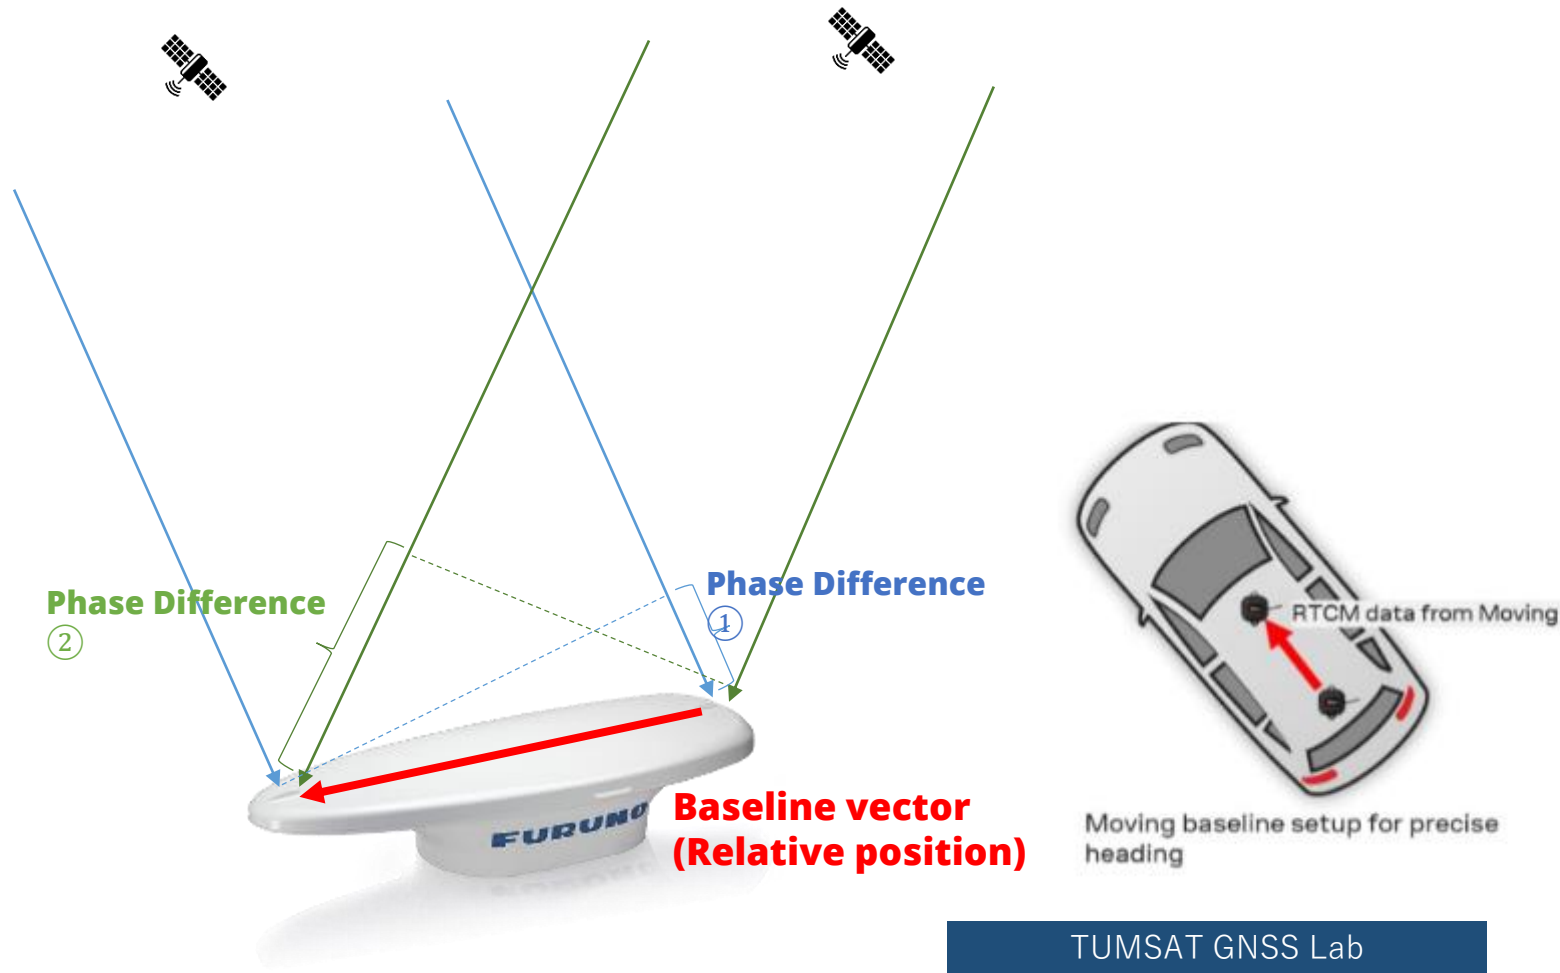 Phase Difference
②
Phase Difference
①
RTCM data from Moving
FURUNO
Baseline vector
(Relative position)
Moving baseline setup for precise
heading
TUMSAT GNSS Lab